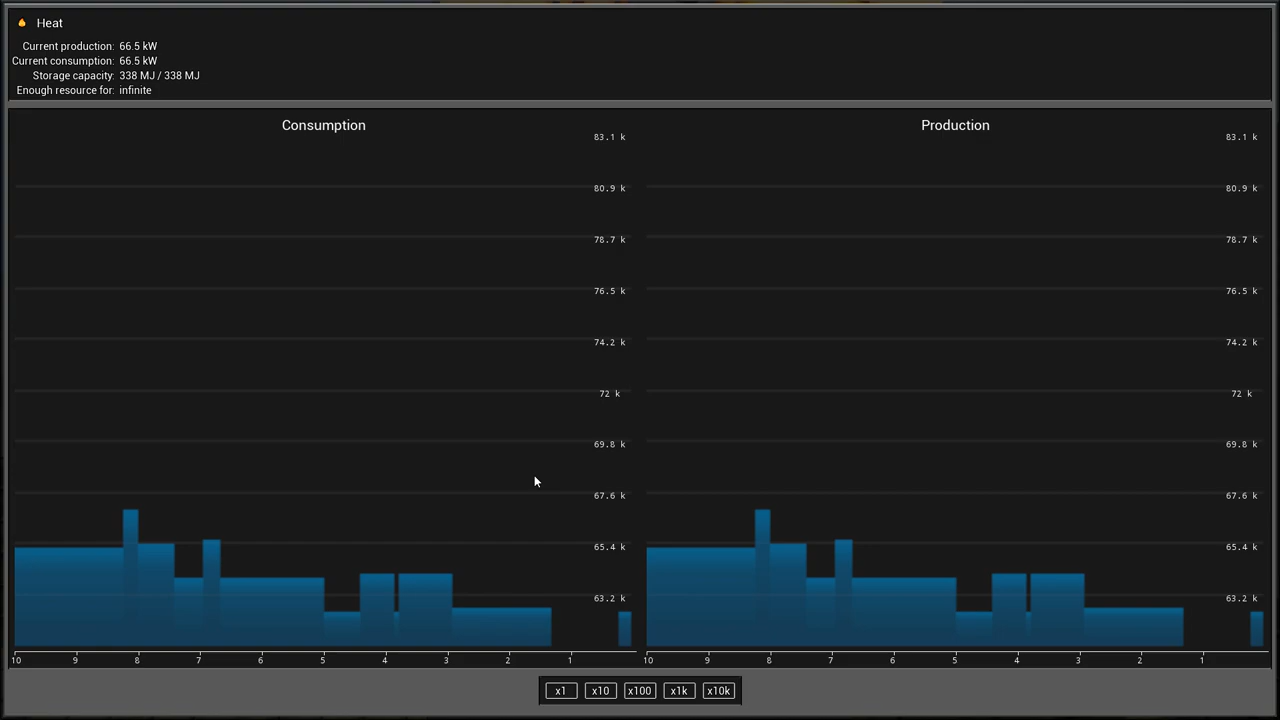 Heat
Current production: 66.5 kW
Current consumption: 66.5 kW
Storage capacity: 338 MJ / 338 MJ
Enough resource for: infinite
Consumption
83.1 k
80.9 k
78.7 k
76.5 k
74.2 k
72 k
69.8 k
67.6 k
65.4 k
63.2 k
10 9 8 7 6 5 4 3 2 1
Production
83.1 k
80.9 k
78.7 k
76.5 k
74.2 k
72 k
69.8 k
67.6 k
65.4 k
63.2 k
10 9 8 7 6 5 4 3 2 1
x1 x10 x100 x1k x10k